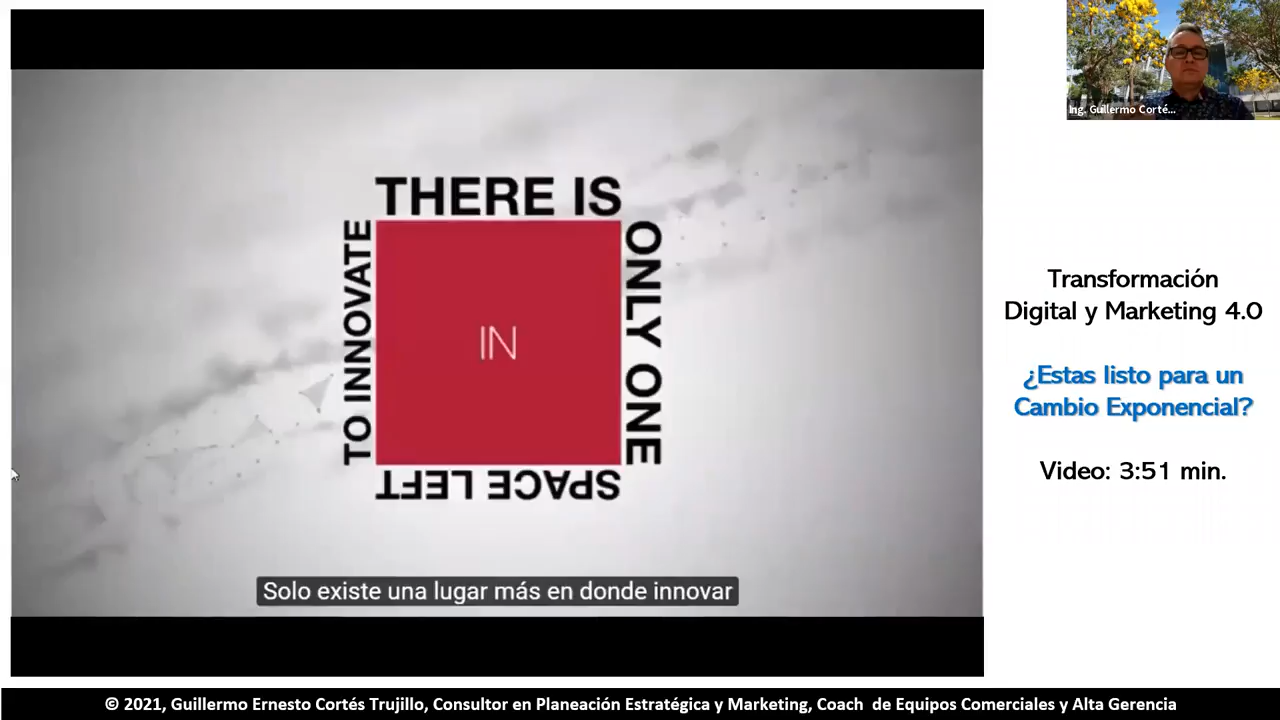 THERE IS
ONLY ONE
SPACE LEFT
TO INNOVATE
IN
Solo existe una lugar más en donde innovar
Ing. Guillermo Corté...
Transformación
Digital y Marketing 4.0
¿Estas listo para un
Cambio Exponencial?
Video: 3:51 min.
© 2021, Guillermo Ernesto Cortés Trujillo, Consultor en Planeación Estratégica y Marketing, Coach de Equipos Comerciales y Alta Gerencia